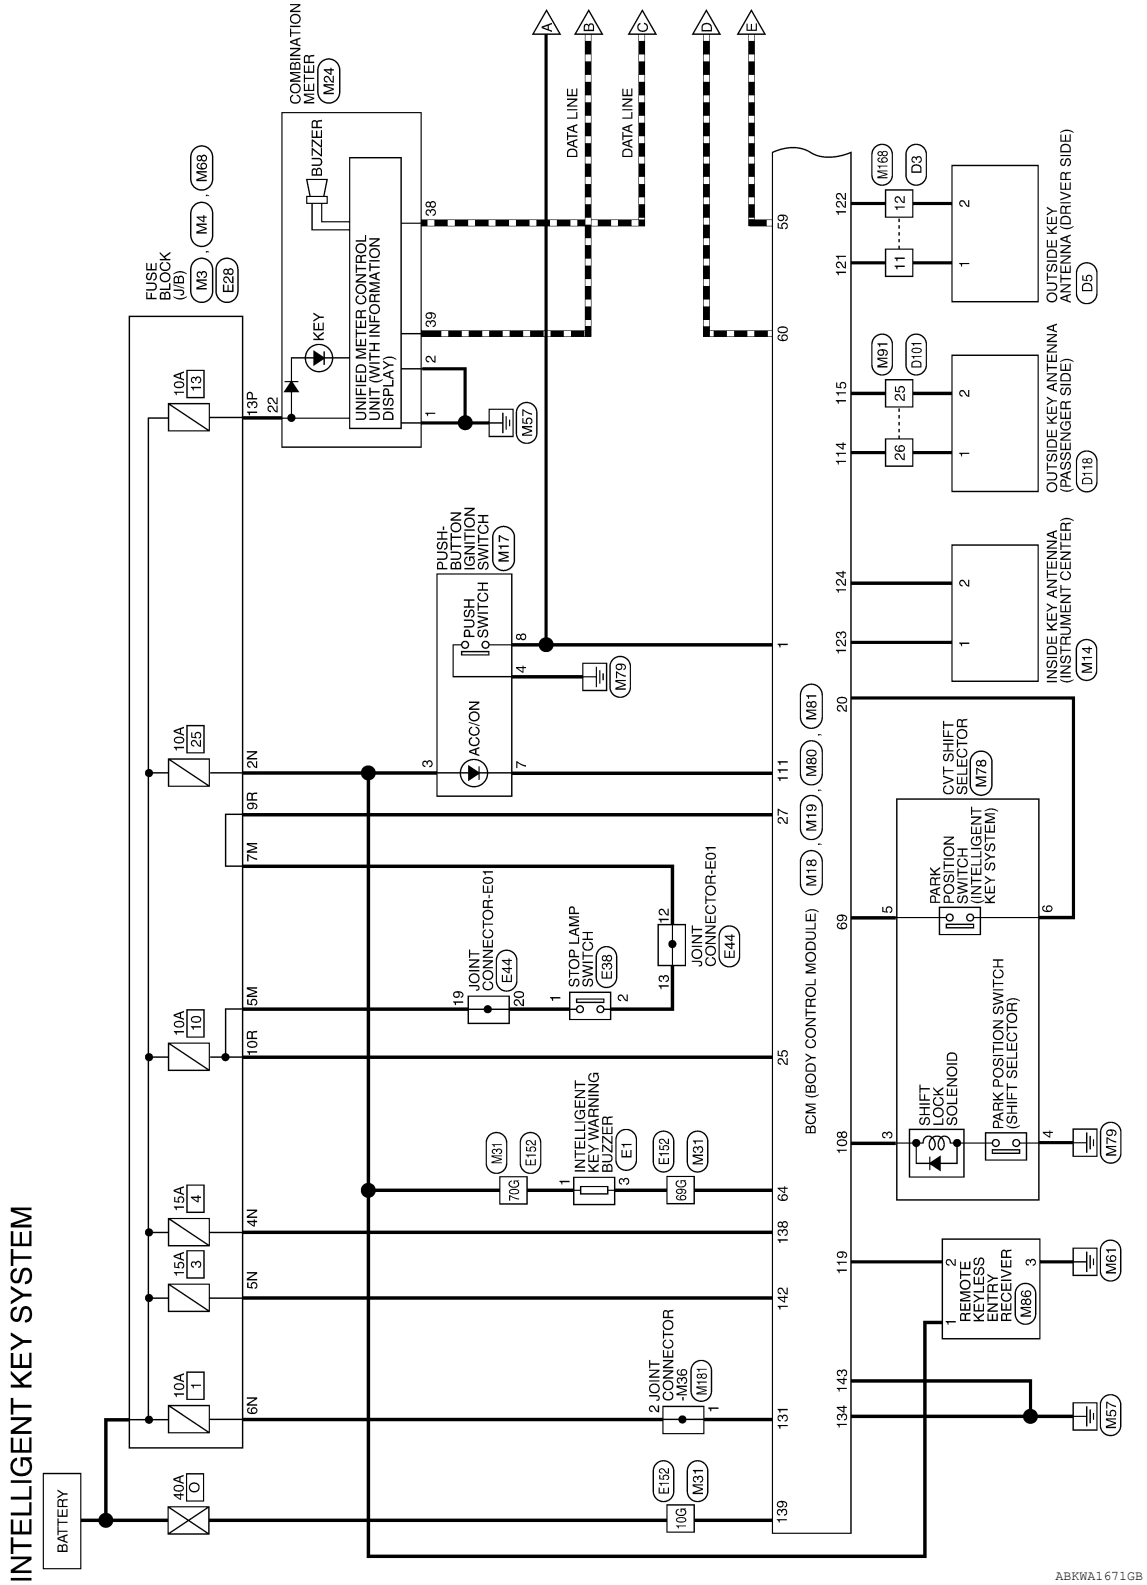 INTELLIGENT KEY SYSTEM
BATTERY
40A
O
10A
1
15A
3
15A
4
10A
10
10A
25
10A
13
FUSE
BLOCK
(J/B)
M3 , M4 , M68
E28
6N
5N
4N
10R
5M
7M
9R
2N
13P
22
COMBINATION
METER
M24
BUZZER
KEY
UNIFIED METER CONTROL
UNIT (WITH INFORMATION
DISPLAY)
1
2
39
38
M57
A
B
C
D
E
DATA LINE
DATA LINE
PUSH-
BUTTON
IGNITION
SWITCH
M17
PUSH
SWITCH
ACC/ON
3
7
4
8
M79
JOINT
CONNECTOR-E01
E44
19
20
STOP LAMP
SWITCH
E38
1
2
12
13
JOINT
CONNECTOR-E01
E44
M31
E152
70G
INTELLIGENT
KEY WARNING
BUZZER
E1
1
3
E152
M31
69G
2
JOINT
CONNECTOR
-M36
M181
1
E152
M31
10G
139
131
142
138
64
25
27
111
1
60
59
BCM (BODY CONTROL MODULE)
M18 , M19 , M80 , M81
134
143
119
108
69
20
123
124
114
115
121
122
M57
1
2
REMOTE
KEYLESS
ENTRY
RECEIVER
M86
3
M61
CVT SHIFT
SELECTOR
M78
3
SHIFT
LOCK
SOLENOID
PARK POSITION SWITCH
(SHIFT SELECTOR)
4
M79
5
PARK
POSITION
SWITCH
(INTELLIGENT
KEY SYSTEM)
6
1
2
INSIDE KEY ANTENNA
(INSTRUMENT CENTER)
M14
M91
D101
26
25
1
2
OUTSIDE KEY ANTENNA
(PASSENGER SIDE)
D118
M168
D3
11
12
1
2
OUTSIDE KEY
ANTENNA (DRIVER SIDE)
D5
ABKWA1671GB